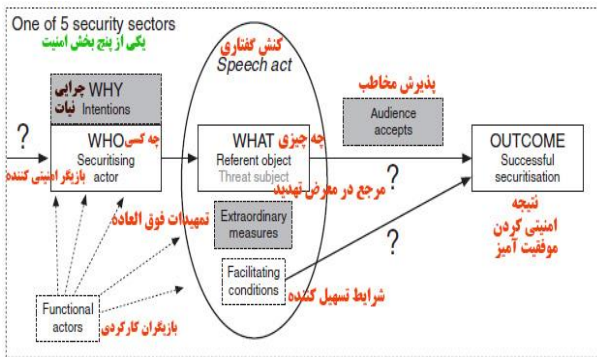 One of 5 security sectors
یکی از پنج بخش امنیت
کنش گفتاری
Speech act
چرایی WHY
نیات Intentions
پذیرش مخاطب
Audience
accepts
?
WHO چه کسی
Securitising
actor
بازیگر امنیتی کننده
WHAT چه چیزی
Referent object
Threat subject
مرجع در معرض تهدید
?
OUTCOME
Successful
securitisation
نتیجه
امنیتی کردن
موفقیت آمیز
تمهیدات فوق العاده
Extraordinary
measures
?
Facilitating
conditions
شرایط تسهیل کننده
Functional
actors
بازیگران کارکردی